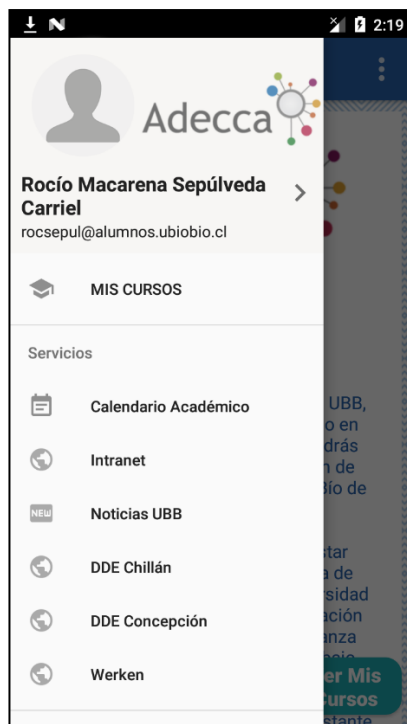 2:19
Adecca
Rocío Macarena Sepúlveda
Carriel
rocsepul@alumnos.ubiobio.cl
MIS CURSOS
Servicios
Calendario Académico
Intranet
NEW
Noticias UBB
DDE Chillán
DDE Concepción
Werken
UBB,
o en
drás
n de
Bío de
star
a de
rsidad
ación
anza
er Mis
ursos
stante